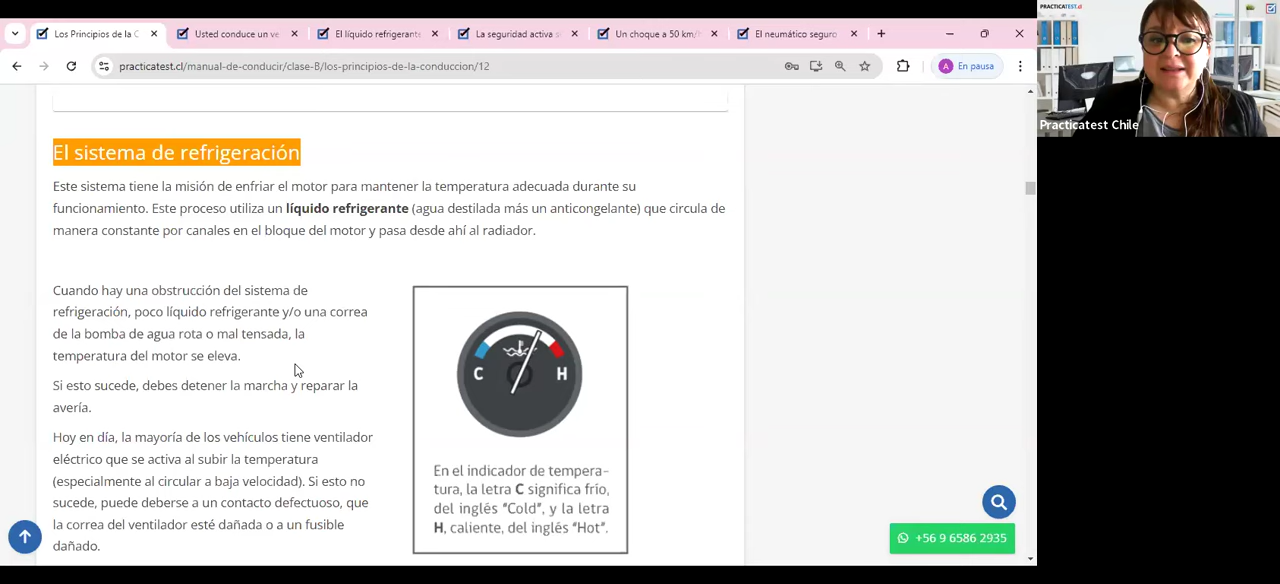 Los Principios de la C
Usted conduce un ve
El líquido refrigerante
La seguridad activa s
Un choque a 50 km/h
El neumático seguro
practicatest.cl/manual-de-conducir/clase-B/los-principios-de-la-conduccion/12
A En pausa
PRACTICATEST.cl
Practicatest Chile
El sistema de refrigeración
Este sistema tiene la misión de enfriar el motor para mantener la temperatura adecuada durante su
funcionamiento. Este proceso utiliza un líquido refrigerante (agua destilada más un anticongelante) que circula de
manera constante por canales en el bloque del motor y pasa desde ahí al radiador.
Cuando hay una obstrucción del sistema de
refrigeración, poco líquido refrigerante y/o una correa
de la bomba de agua rota o mal tensada, la
temperatura del motor se eleva.
Si esto sucede, debes detener la marcha y reparar la
avería.
Hoy en día, la mayoría de los vehículos tiene ventilador
eléctrico que se activa al subir la temperatura
(especialmente al circular a baja velocidad). Si esto no
sucede, puede deberse a un contacto defectuoso, que
la correa del ventilador esté dañada o a un fusible
dañado.
C H
En el indicador de tempera-
tura, la letra C significa frío,
del inglés "Cold", y la letra
H, caliente, del inglés "Hot".
+56 9 6586 2935